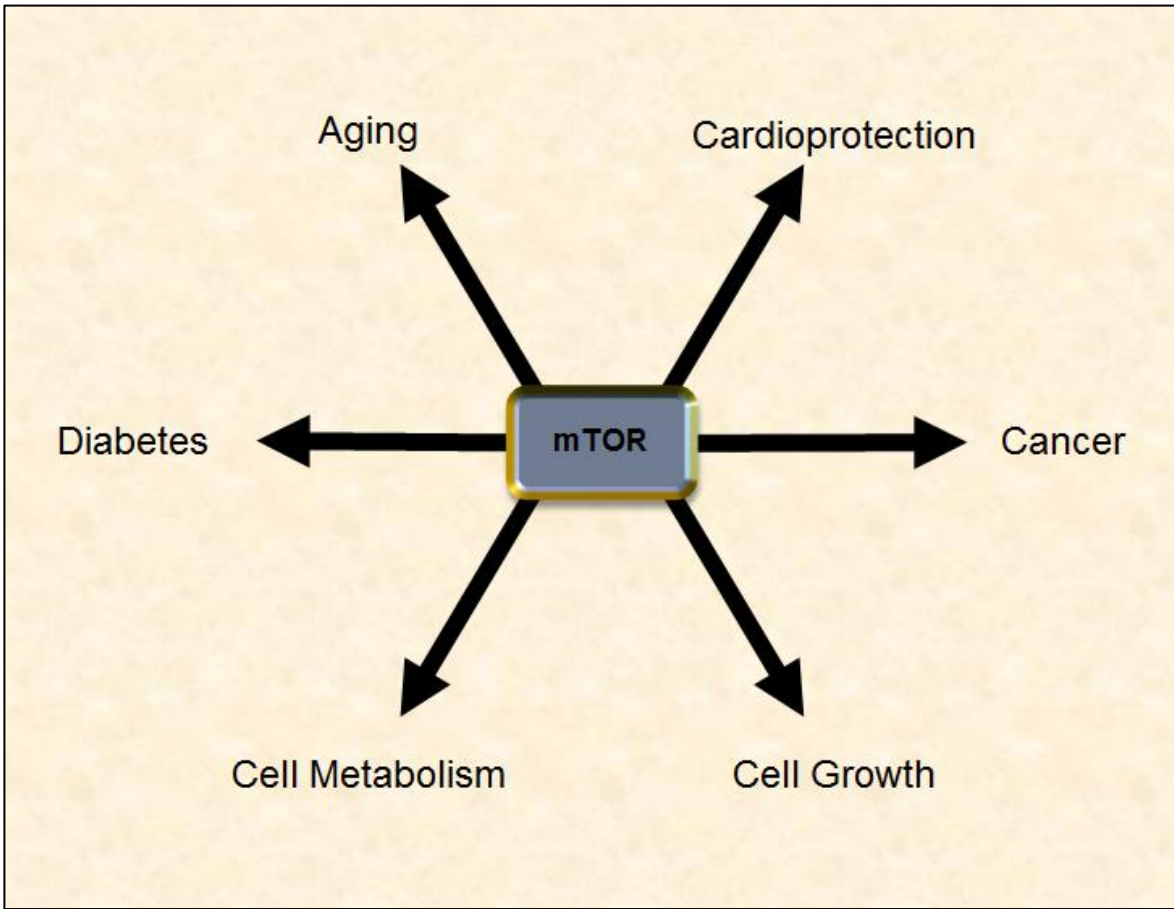 Aging
Cardioprotection
Diabetes
mTOR
Cancer
Cell Metabolism
Cell Growth